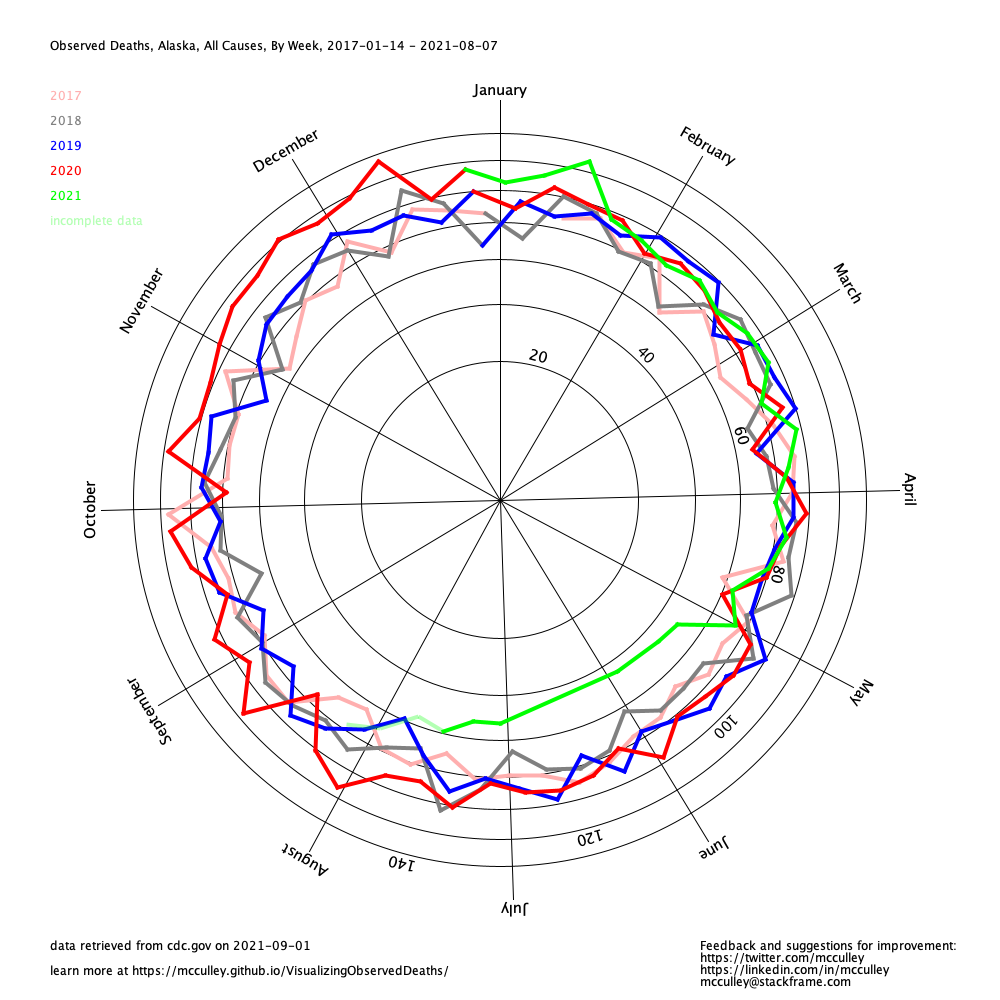 Observed Deaths, Alaska, All Causes, By Week, 2017-01-14 - 2021-08-07
2017
2018
2019
2020
2021
incomplete data
January
February
March
April
May
June
July
August
September
October
November
December
20
40
60
80
100
120
140
data retrieved from cdc.gov on 2021-09-01
learn more at https://mcculley.github.io/VisualizingObservedDeaths/
Feedback and suggestions for improvement:
https://twitter.com/mcculley
https://linkedin.com/in/mcculley
mcculley@stackframe.com